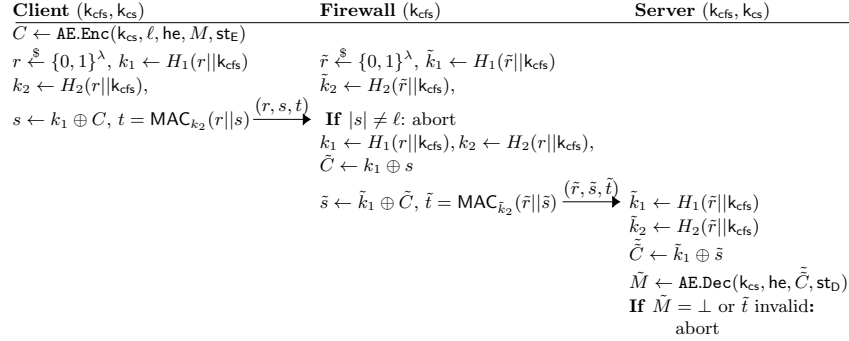 Client (k_cfs, k_cs) Firewall (k_cfs) Server (k_cfs, k_cs)
C ← AE.Enc(k_cs, ℓ, he, M, st_E)
r ←$ {0, 1}^λ, k_1 ← H_1(r||k_cfs) r̃ ←$ {0, 1}^λ, k̃_1 ← H_1(r̃||k_cfs)
k_2 ← H_2(r||k_cfs), k̃_2 ← H_2(r̃||k_cfs),
s ← k_1 ⊕ C, t = MAC_{k_2}(r||s) (r, s, t) If |s| ≠ ℓ: abort
k_1 ← H_1(r||k_cfs), k_2 ← H_2(r||k_cfs),
C̃ ← k_1 ⊕ s
s̃ ← k̃_1 ⊕ C̃, t̃ = MAC_{k̃_2}(r̃||s̃) (r̃, s̃, t̃) k̃_1 ← H_1(r̃||k_cfs)
k̃_2 ← H_2(r̃||k_cfs)
C̃̃ ← k̃_1 ⊕ s̃
M̃ ← AE.Dec(k_cs, he, C̃̃, st_D)
If M̃ = ⊥ or t̃ invalid:
abort